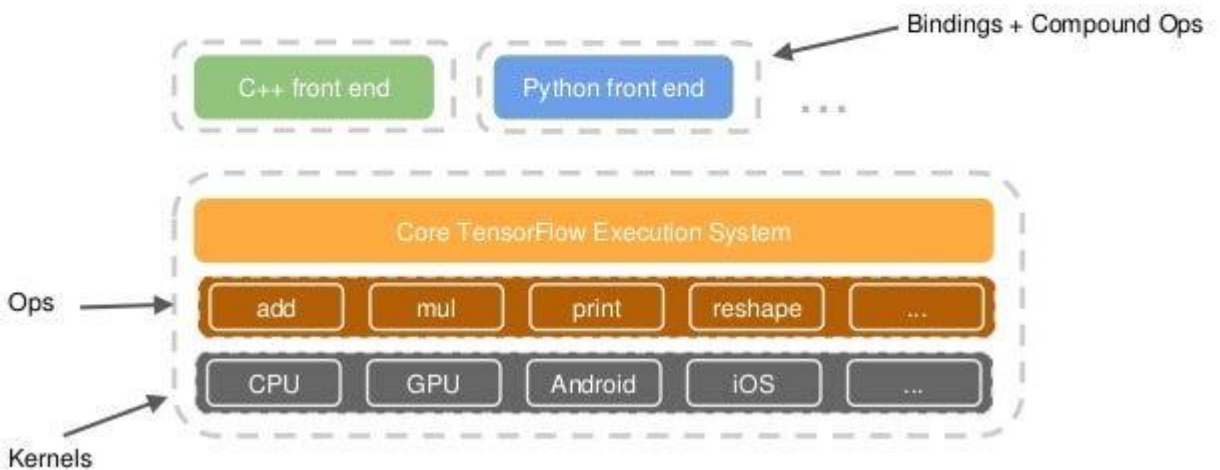 Bindings + Compound Ops
C++ front end
Python front end
...
Core TensorFlow Execution System
Ops
add
mul
print
reshape
...
CPU
GPU
Android
iOS
...
Kernels